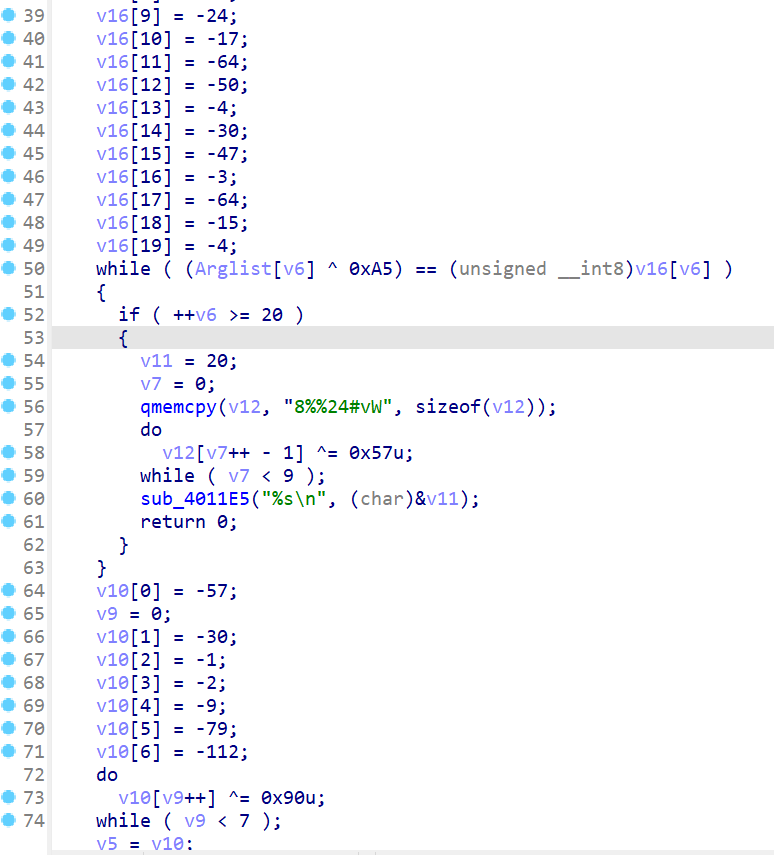 39 v16[9] = -24;
40 v16[10] = -17;
41 v16[11] = -64;
42 v16[12] = -50;
43 v16[13] = -4;
44 v16[14] = -30;
45 v16[15] = -47;
46 v16[16] = -3;
47 v16[17] = -64;
48 v16[18] = -15;
49 v16[19] = -4;
50 while ( (Arglist[v6] ^ 0xA5) == (unsigned __int8)v16[v6] )
51 {
52 if ( ++v6 >= 20 )
53 {
54 v11 = 20;
55 v7 = 0;
56 qmemcpy(v12, "8%%24#vW", sizeof(v12));
57 do
58 v12[v7++ - 1] ^= 0x57u;
59 while ( v7 < 9 );
60 sub_4011E5("%s\n", (char)&v11);
61 return 0;
62 }
63 }
64 v10[0] = -57;
65 v9 = 0;
66 v10[1] = -30;
67 v10[2] = -1;
68 v10[3] = -2;
69 v10[4] = -9;
70 v10[5] = -79;
71 v10[6] = -112;
72 do
73 v10[v9++] ^= 0x90u;
74 while ( v9 < 7 );
v5 = v10;